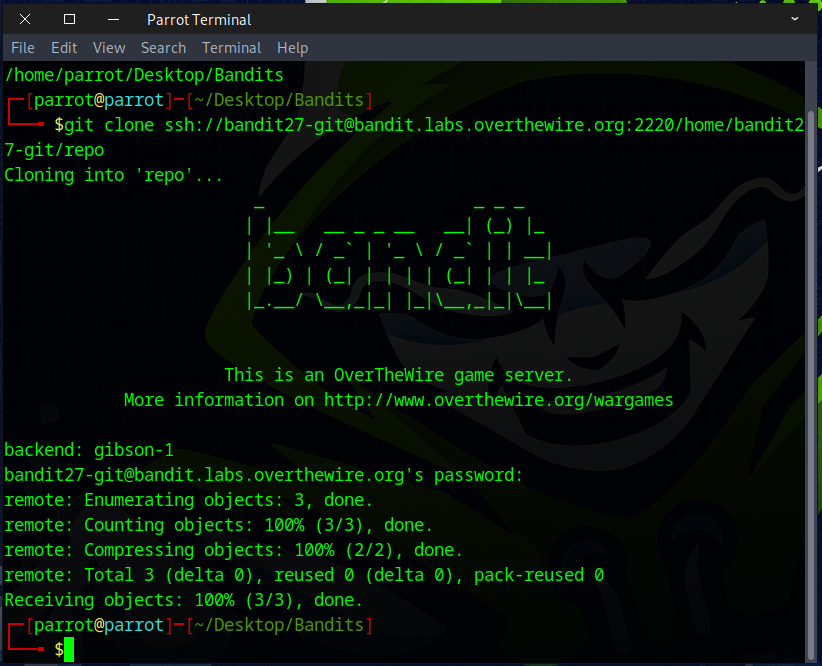 Parrot Terminal
File Edit View Search Terminal Help
/home/parrot/Desktop/Bandits
┌─[parrot@parrot]─[~/Desktop/Bandits]
└──╼ $git clone ssh://bandit27-git@bandit.labs.overthewire.org:2220/home/bandit2
7-git/repo
Cloning into 'repo'...
                         _                     _ _ _
                        | |__   __ _ _ __   __| (_) |_
                        | '_ \ / _` | '_ \ / _` | | __|
                        | |_) | (_| | | | | (_| | | |_
                        |_.__/ \__,_|_| |_|\__,_|_|\__|
This is an OverTheWire game server.
More information on http://www.overthewire.org/wargames
backend: gibson-1
bandit27-git@bandit.labs.overthewire.org's password:
remote: Enumerating objects: 3, done.
remote: Counting objects: 100% (3/3), done.
remote: Compressing objects: 100% (2/2), done.
remote: Total 3 (delta 0), reused 0 (delta 0), pack-reused 0
Receiving objects: 100% (3/3), done.
┌─[parrot@parrot]─[~/Desktop/Bandits]
└──╼ $